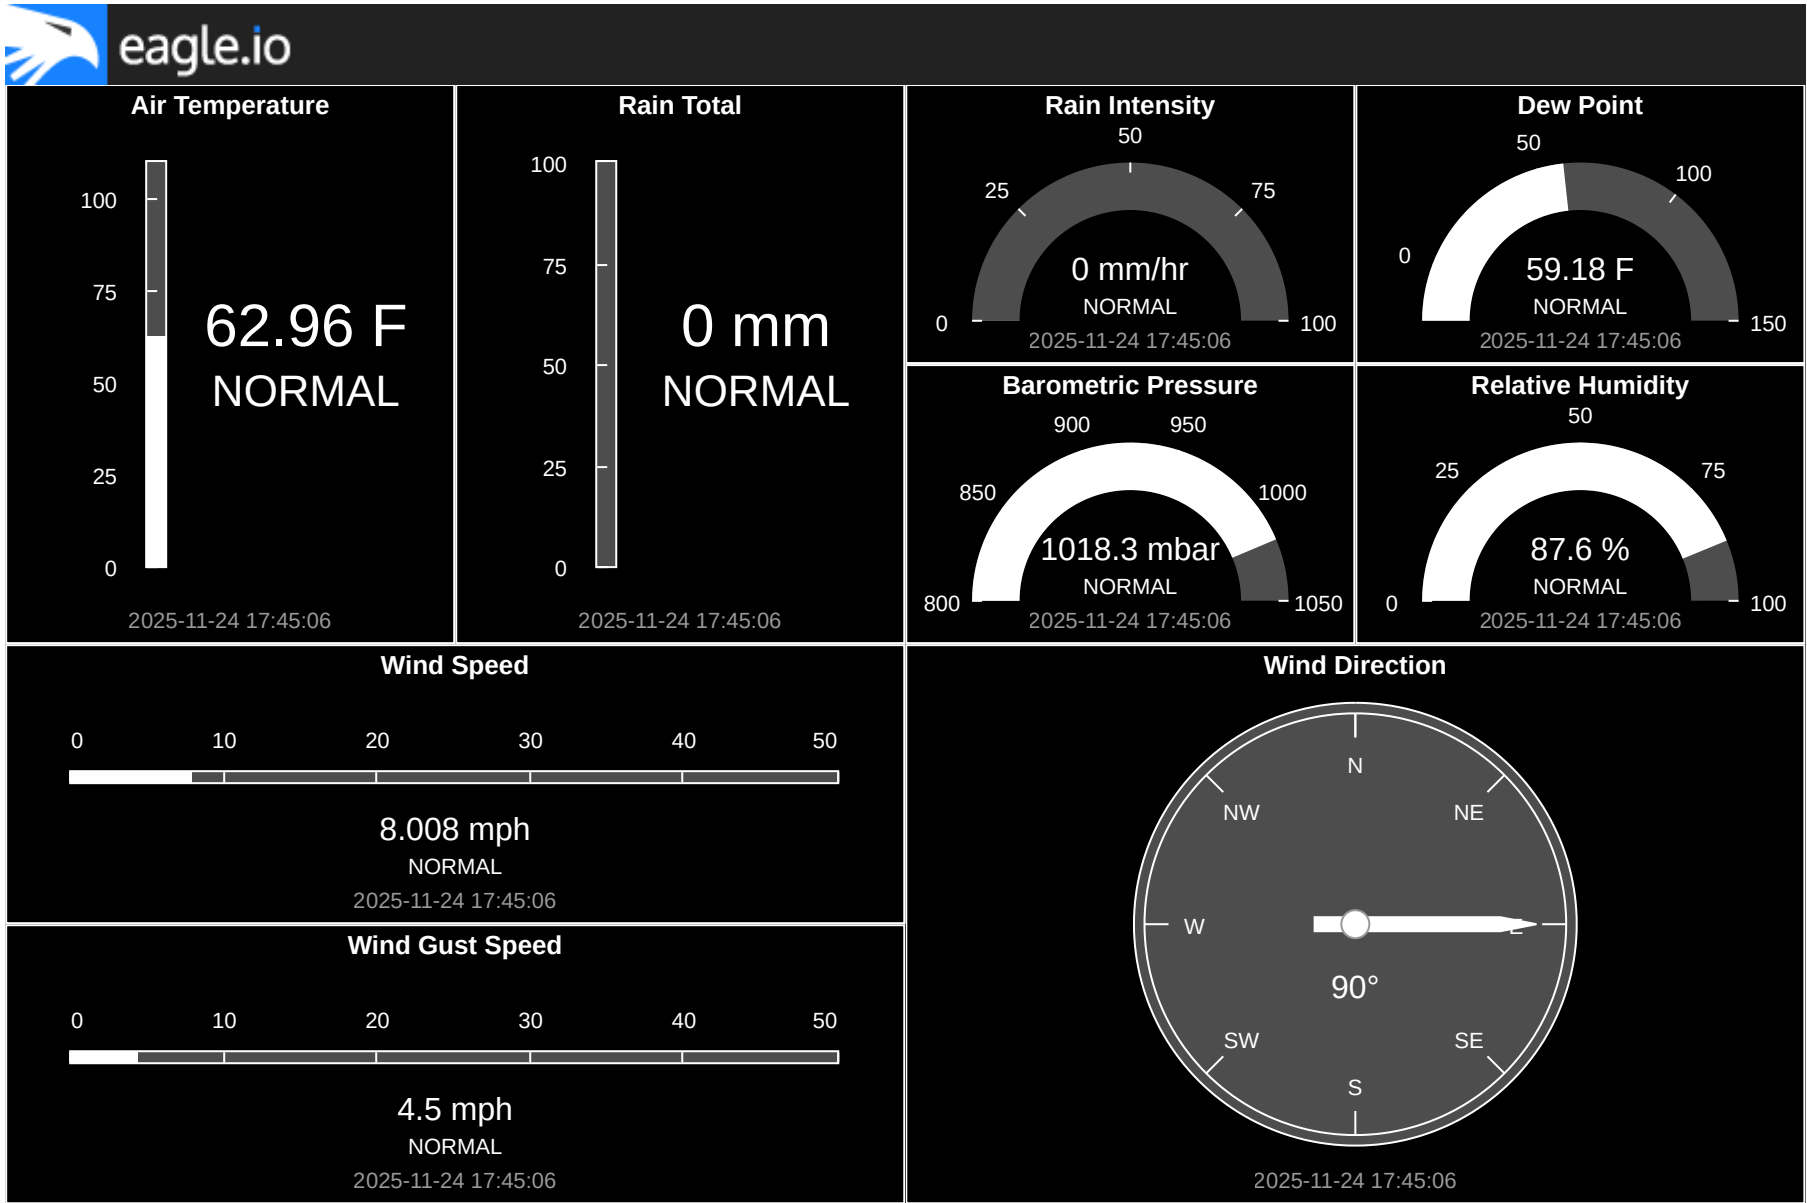 eagle.io
Air Temperature
100
75
50
25
0
62.96 F
NORMAL
2025-11-24 17:45:06
Rain Total
100
75
50
25
0
0 mm
NORMAL
2025-11-24 17:45:06
Rain Intensity
0
25
50
75
100
0 mm/hr
NORMAL
2025-11-24 17:45:06
Dew Point
0
50
100
150
59.18 F
NORMAL
2025-11-24 17:45:06
Barometric Pressure
800
850
900
950
1000
1050
1018.3 mbar
NORMAL
2025-11-24 17:45:06
Relative Humidity
0
25
50
75
100
87.6 %
NORMAL
2025-11-24 17:45:06
Wind Speed
0 10 20 30 40 50
8.008 mph
NORMAL
2025-11-24 17:45:06
Wind Gust Speed
0 10 20 30 40 50
4.5 mph
NORMAL
2025-11-24 17:45:06
Wind Direction
N
NW NE
W E
90°
SW SE
S
2025-11-24 17:45:06